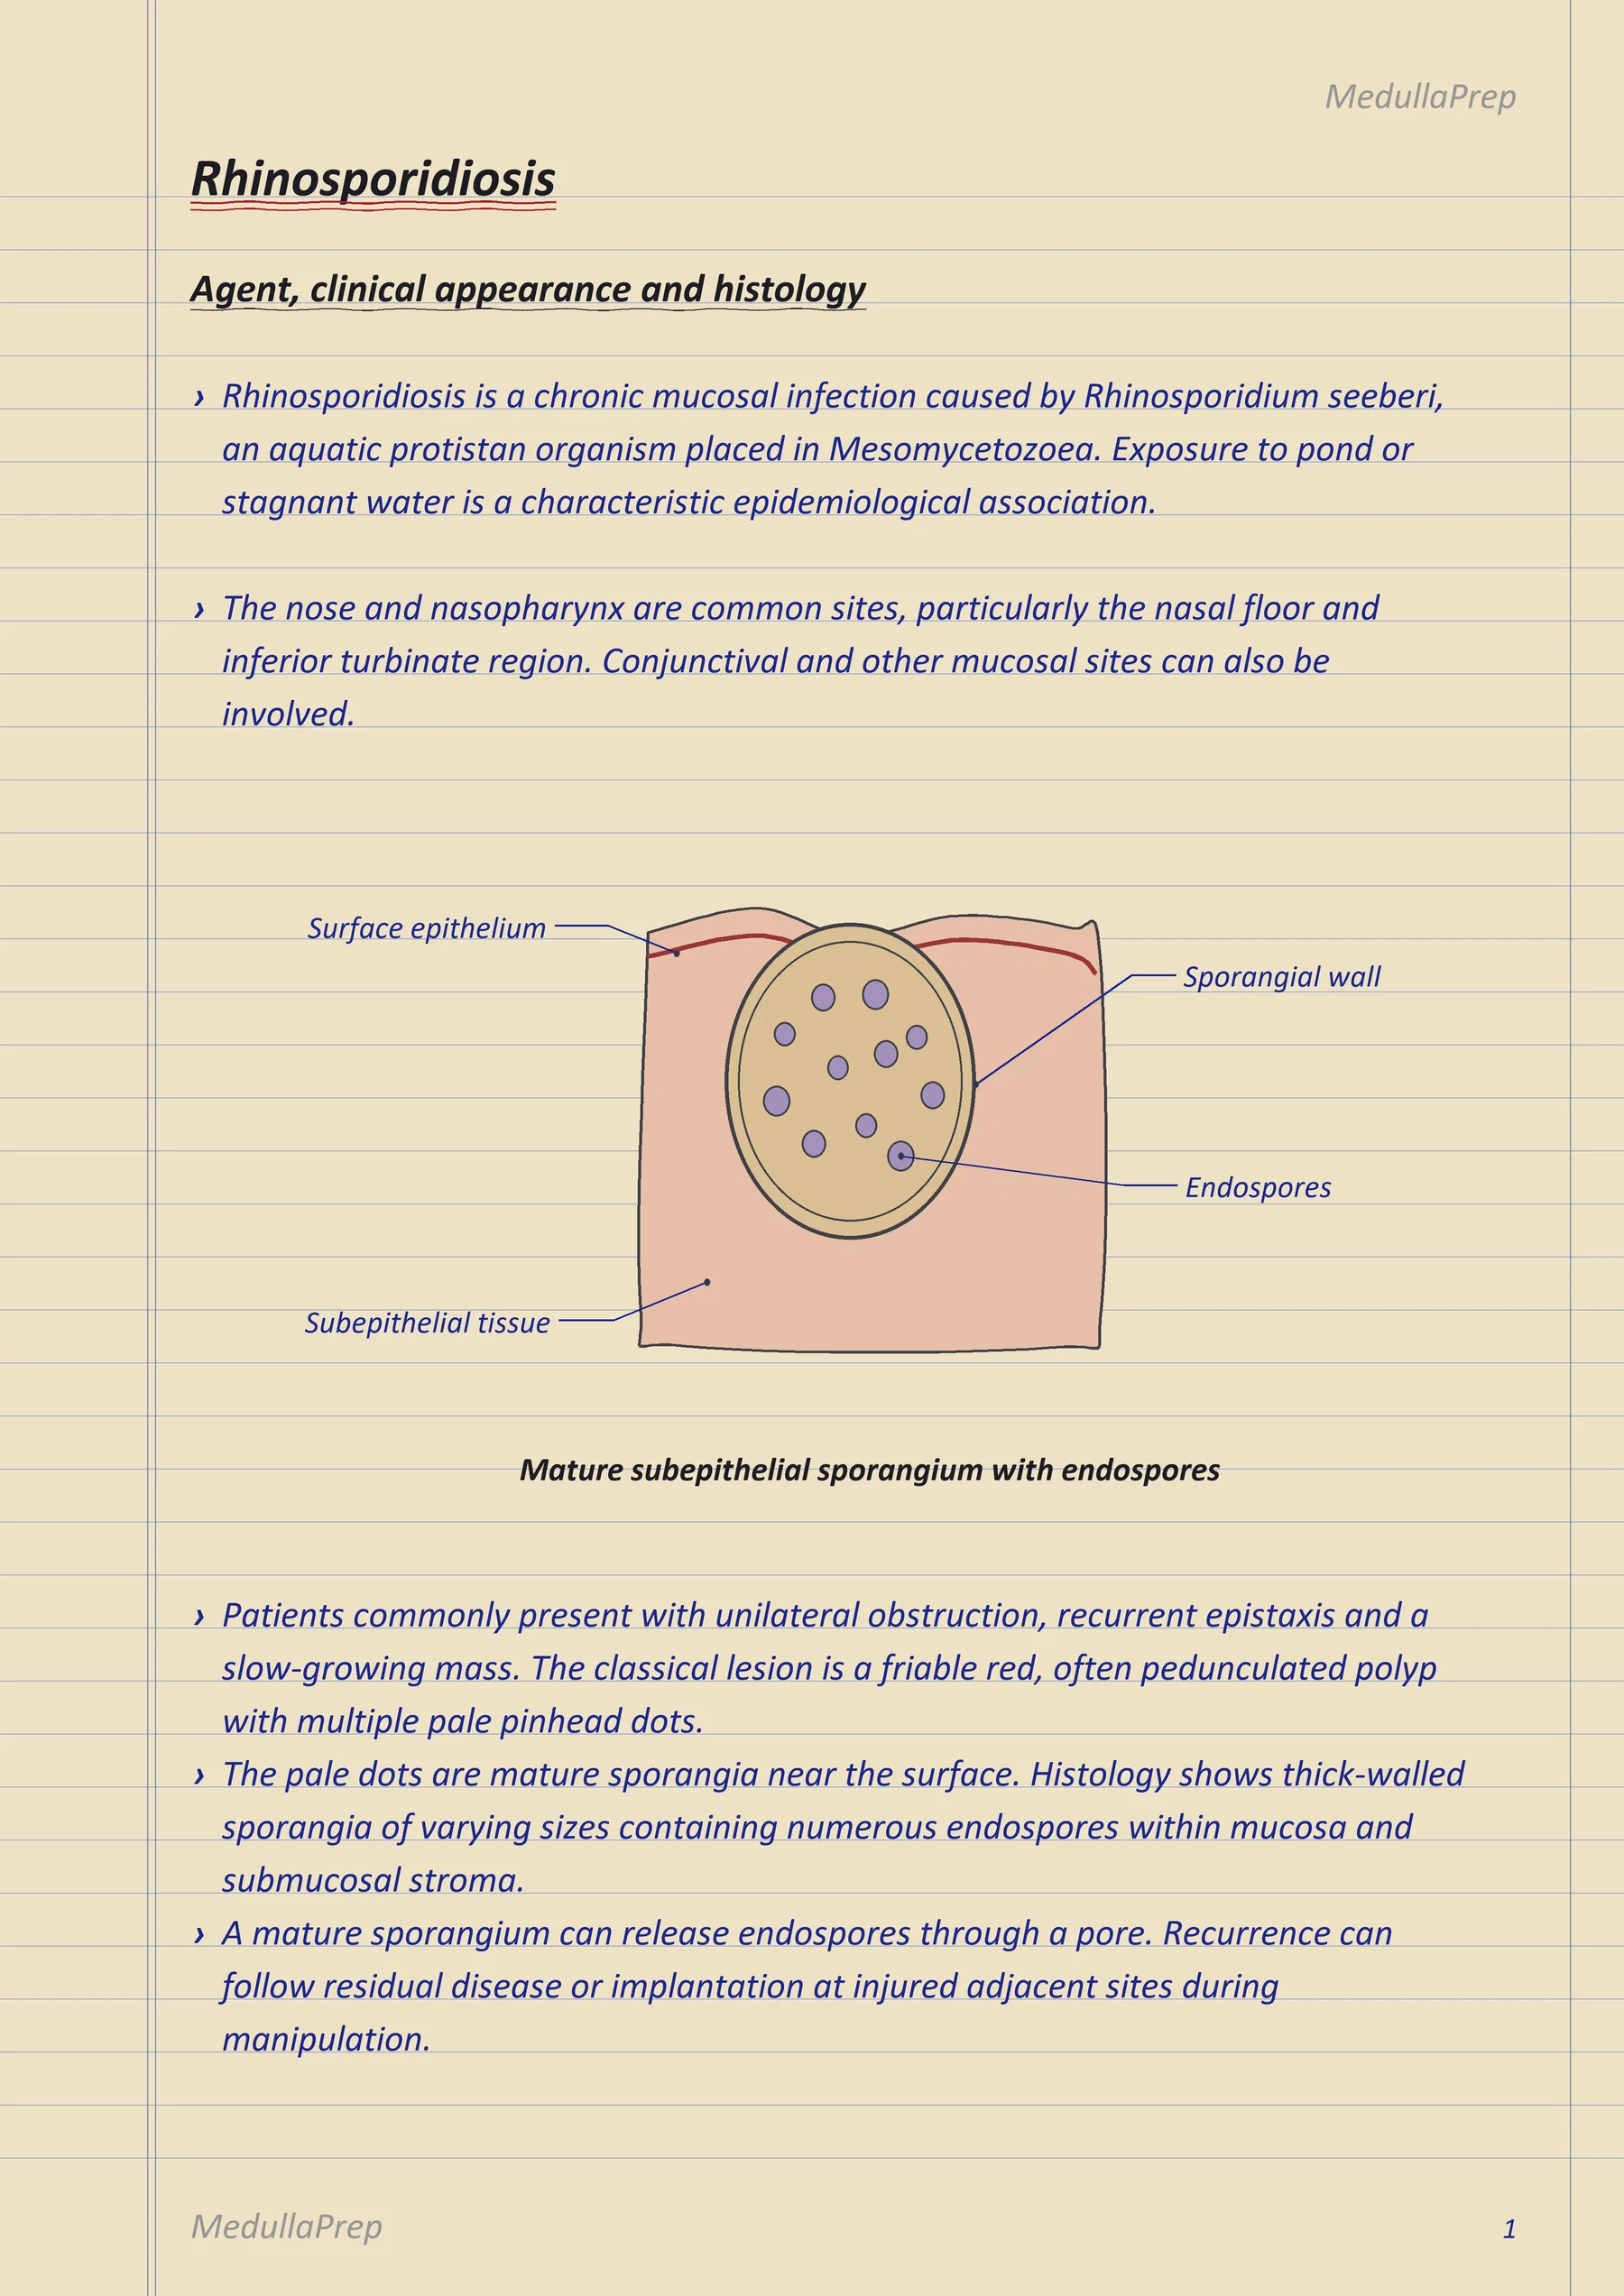 MedullaPrep
Rhinosporidiosis
Agent, clinical appearance and histology
› Rhinosporidiosis is a chronic mucosal infection caused by Rhinosporidium seeberi,
an aquatic protistan organism placed in Mesomycetozoea. Exposure to pond or
stagnant water is a characteristic epidemiological association.
› The nose and nasopharynx are common sites, particularly the nasal floor and
inferior turbinate region. Conjunctival and other mucosal sites can also be
involved.
Surface epithelium
Sporangial wall
Endospores
Subepithelial tissue
Mature subepithelial sporangium with endospores
› Patients commonly present with unilateral obstruction, recurrent epistaxis and a
slow-growing mass. The classical lesion is a friable red, often pedunculated polyp
with multiple pale pinhead dots.
› The pale dots are mature sporangia near the surface. Histology shows thick-walled
sporangia of varying sizes containing numerous endospores within mucosa and
submucosal stroma.
› A mature sporangium can release endospores through a pore. Recurrence can
follow residual disease or implantation at injured adjacent sites during
manipulation.
MedullaPrep
1